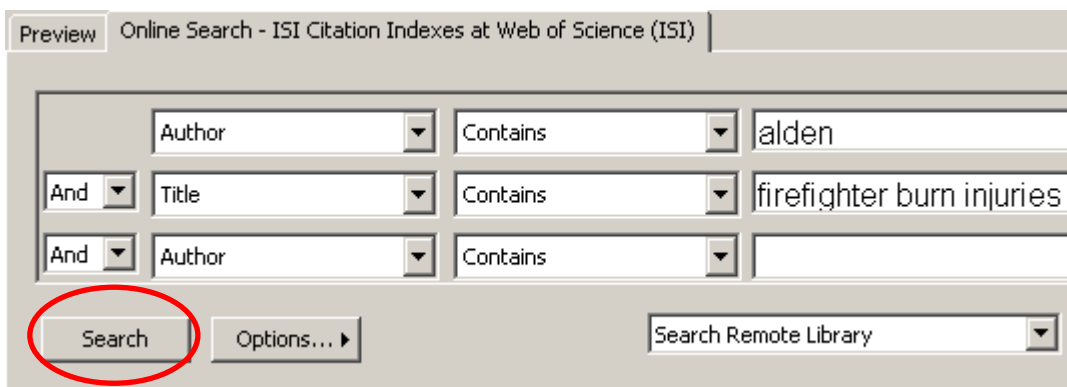 Preview Online Search - ISI Citation Indexes at Web of Science (ISI)
Author Contains alden
And Title Contains firefighter burn injuries
And Author Contains
Search Options... Search Remote Library